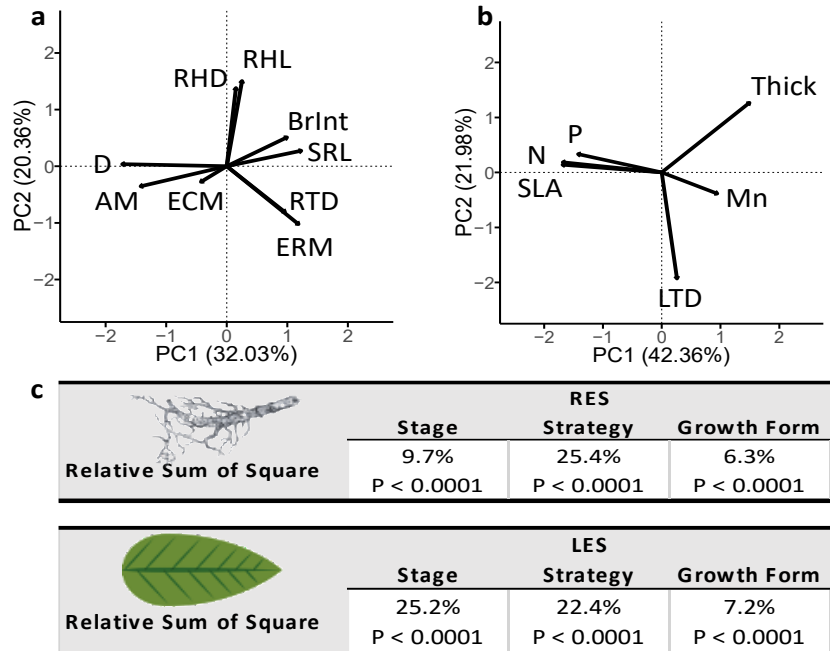 a
2
1
0
−1
−2
PC2 (20.36%)
RHD
RHL
BrInt
SRL
D
AM
ECM
RTD
ERM
−2 −1 0 1 2
PC1 (32.03%)
b
2
1
0
−1
−2
PC2 (21.98%)
Thick
P
N
SLA
Mn
LTD
−2 −1 0 1 2
PC1 (42.36%)
c
RES
Stage Strategy Growth Form
Relative Sum of Square 9.7% 25.4% 6.3%
P < 0.0001 P < 0.0001 P < 0.0001
LES
Stage Strategy Growth Form
Relative Sum of Square 25.2% 22.4% 7.2%
P < 0.0001 P < 0.0001 P < 0.0001